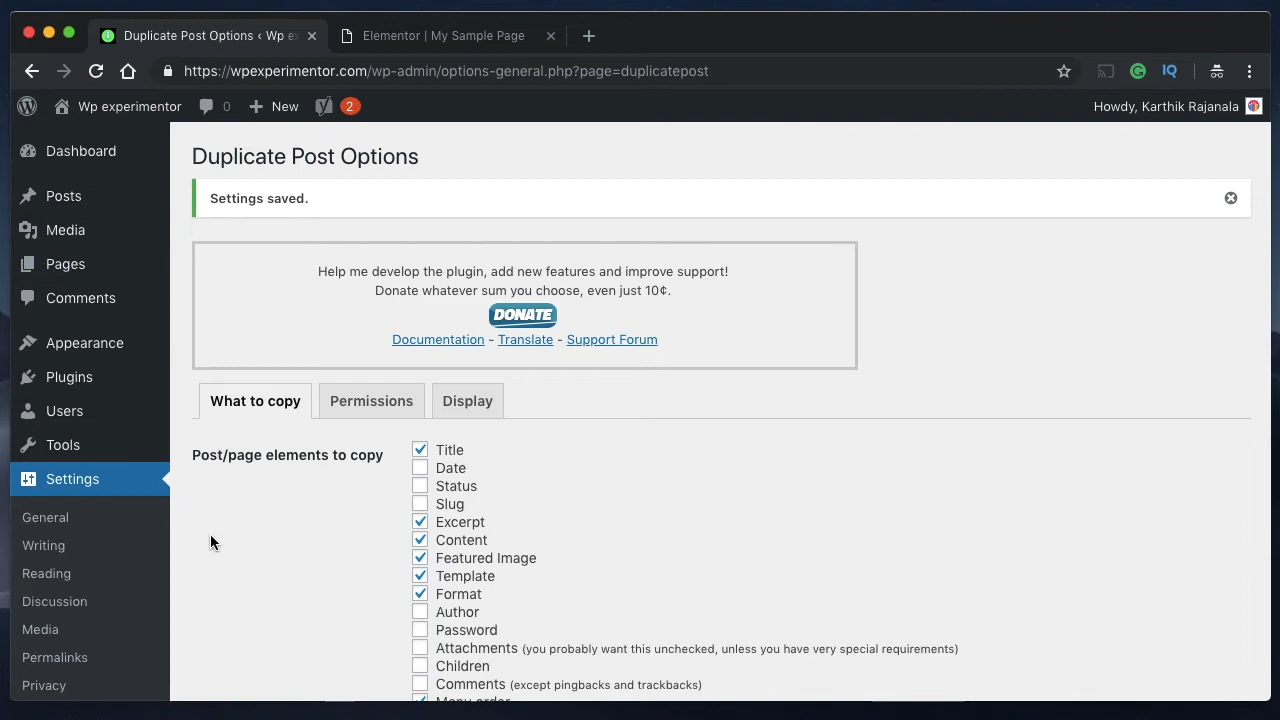 Duplicate Post Options ‹ Wp ex
Elementor | My Sample Page
https://wpexperimentor.com/wp-admin/options-general.php?page=duplicatepost
IQ
Wp experimentor
0
New
2
Howdy, Karthik Rajanala
Dashboard
Posts
Media
Pages
Comments
Appearance
Plugins
Users
Tools
Settings
General
Writing
Reading
Discussion
Media
Permalinks
Privacy
Duplicate Post Options
Settings saved.
Help me develop the plugin, add new features and improve support!
Donate whatever sum you choose, even just 10¢.
DONATE
Documentation - Translate - Support Forum
What to copy
Permissions
Display
Post/page elements to copy
Title
Date
Status
Slug
Excerpt
Content
Featured Image
Template
Format
Author
Password
Attachments (you probably want this unchecked, unless you have very special requirements)
Children
Comments (except pingbacks and trackbacks)
Menu order